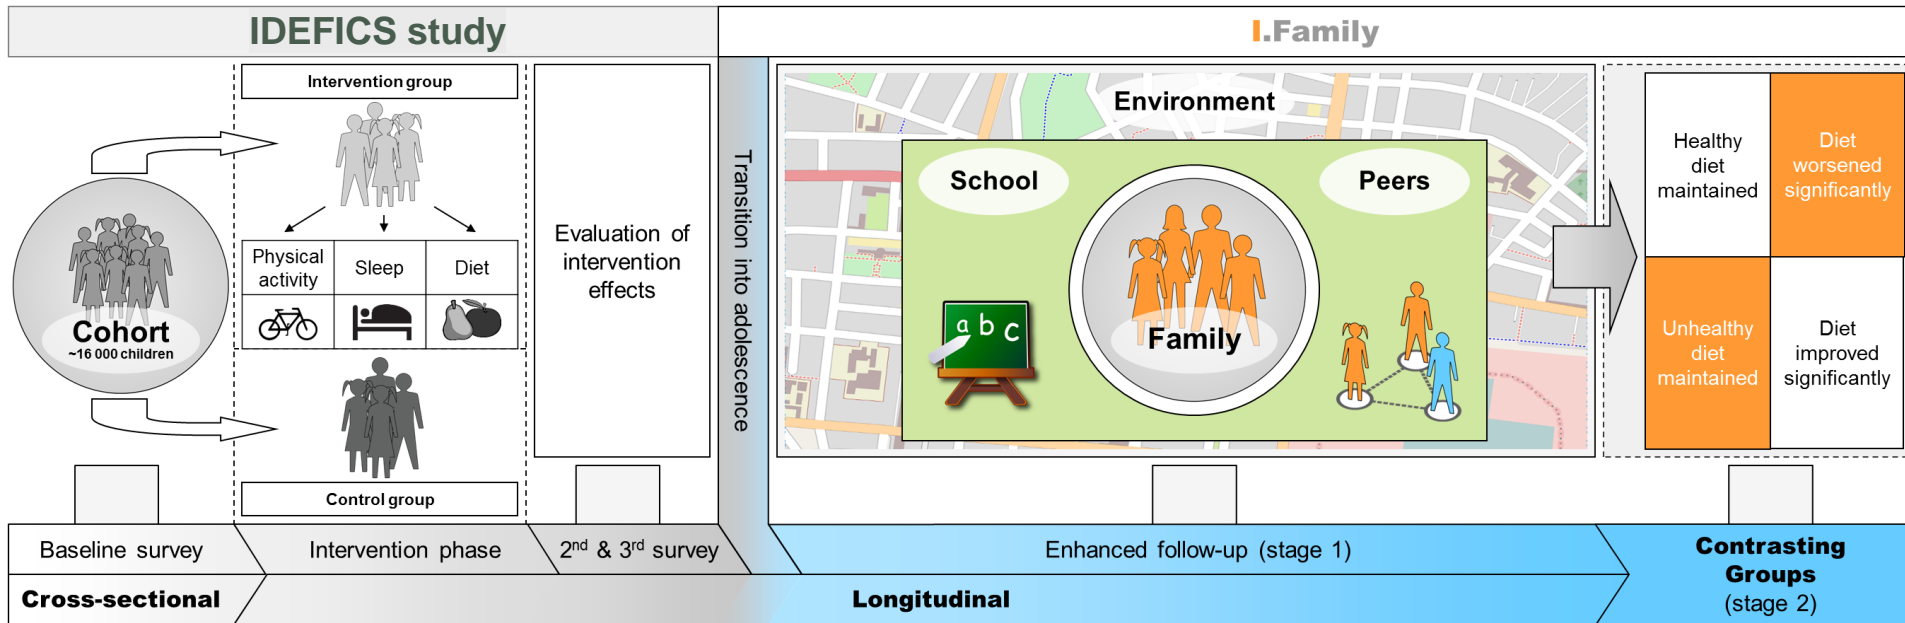 IDEFICS study
I.Family
Intervention group
Physical
activity
Sleep
Diet
Cohort
~16 000 children
Control group
Evaluation of
intervention
effects
Transition into adolescence
Environment
School
Peers
a b c
Family
Healthy
diet
maintained
Diet
worsened
significantly
Unhealthy
diet
maintained
Diet
improved
significantly
Baseline survey
Intervention phase
2nd & 3rd survey
Enhanced follow-up (stage 1)
Contrasting
Groups
(stage 2)
Cross-sectional
Longitudinal